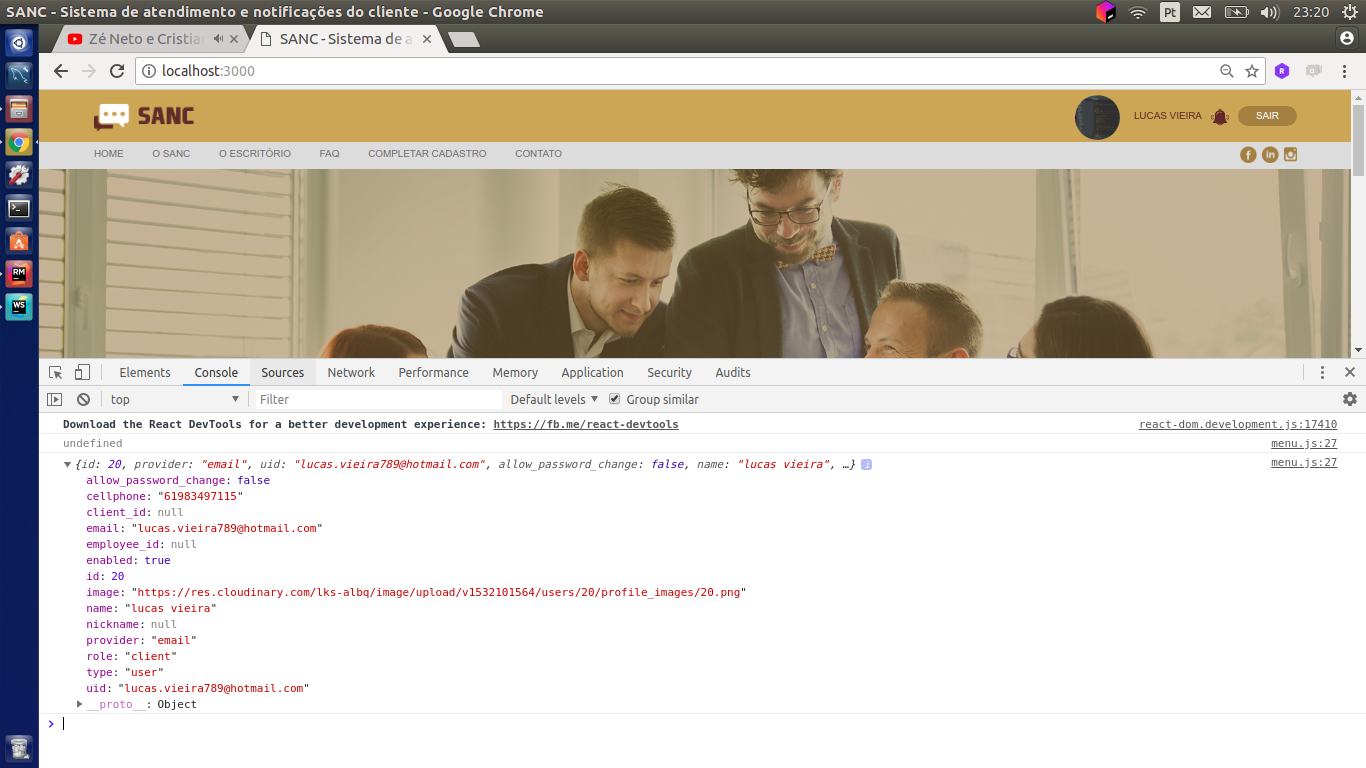 SANC - Sistema de atendimento e notificações do cliente - Google Chrome
Pt
23:20
Zé Neto e Cristia
SANC - Sistema de a
localhost:3000
SANC
LUCAS VIEIRA
SAIR
HOME
O SANC
O ESCRITÓRIO
FAQ
COMPLETAR CADASTRO
CONTATO
Elements
Console
Sources
Network
Performance
Memory
Application
Security
Audits
top
Filter
Default levels
Group similar
Download the React DevTools for a better development experience: https://fb.me/react-devtools
react-dom.development.js:17410
undefined
menu.js:27
{id: 20, provider: "email", uid: "lucas.vieira789@hotmail.com", allow_password_change: false, name: "lucas vieira", …}
menu.js:27
allow_password_change: false
cellphone: "61983497115"
client_id: null
email: "lucas.vieira789@hotmail.com"
employee_id: null
enabled: true
id: 20
image: "https://res.cloudinary.com/lks-albq/image/upload/v1532101564/users/20/profile_images/20.png"
name: "lucas vieira"
nickname: null
provider: "email"
role: "client"
type: "user"
uid: "lucas.vieira789@hotmail.com"
__proto__: Object
RM
WS